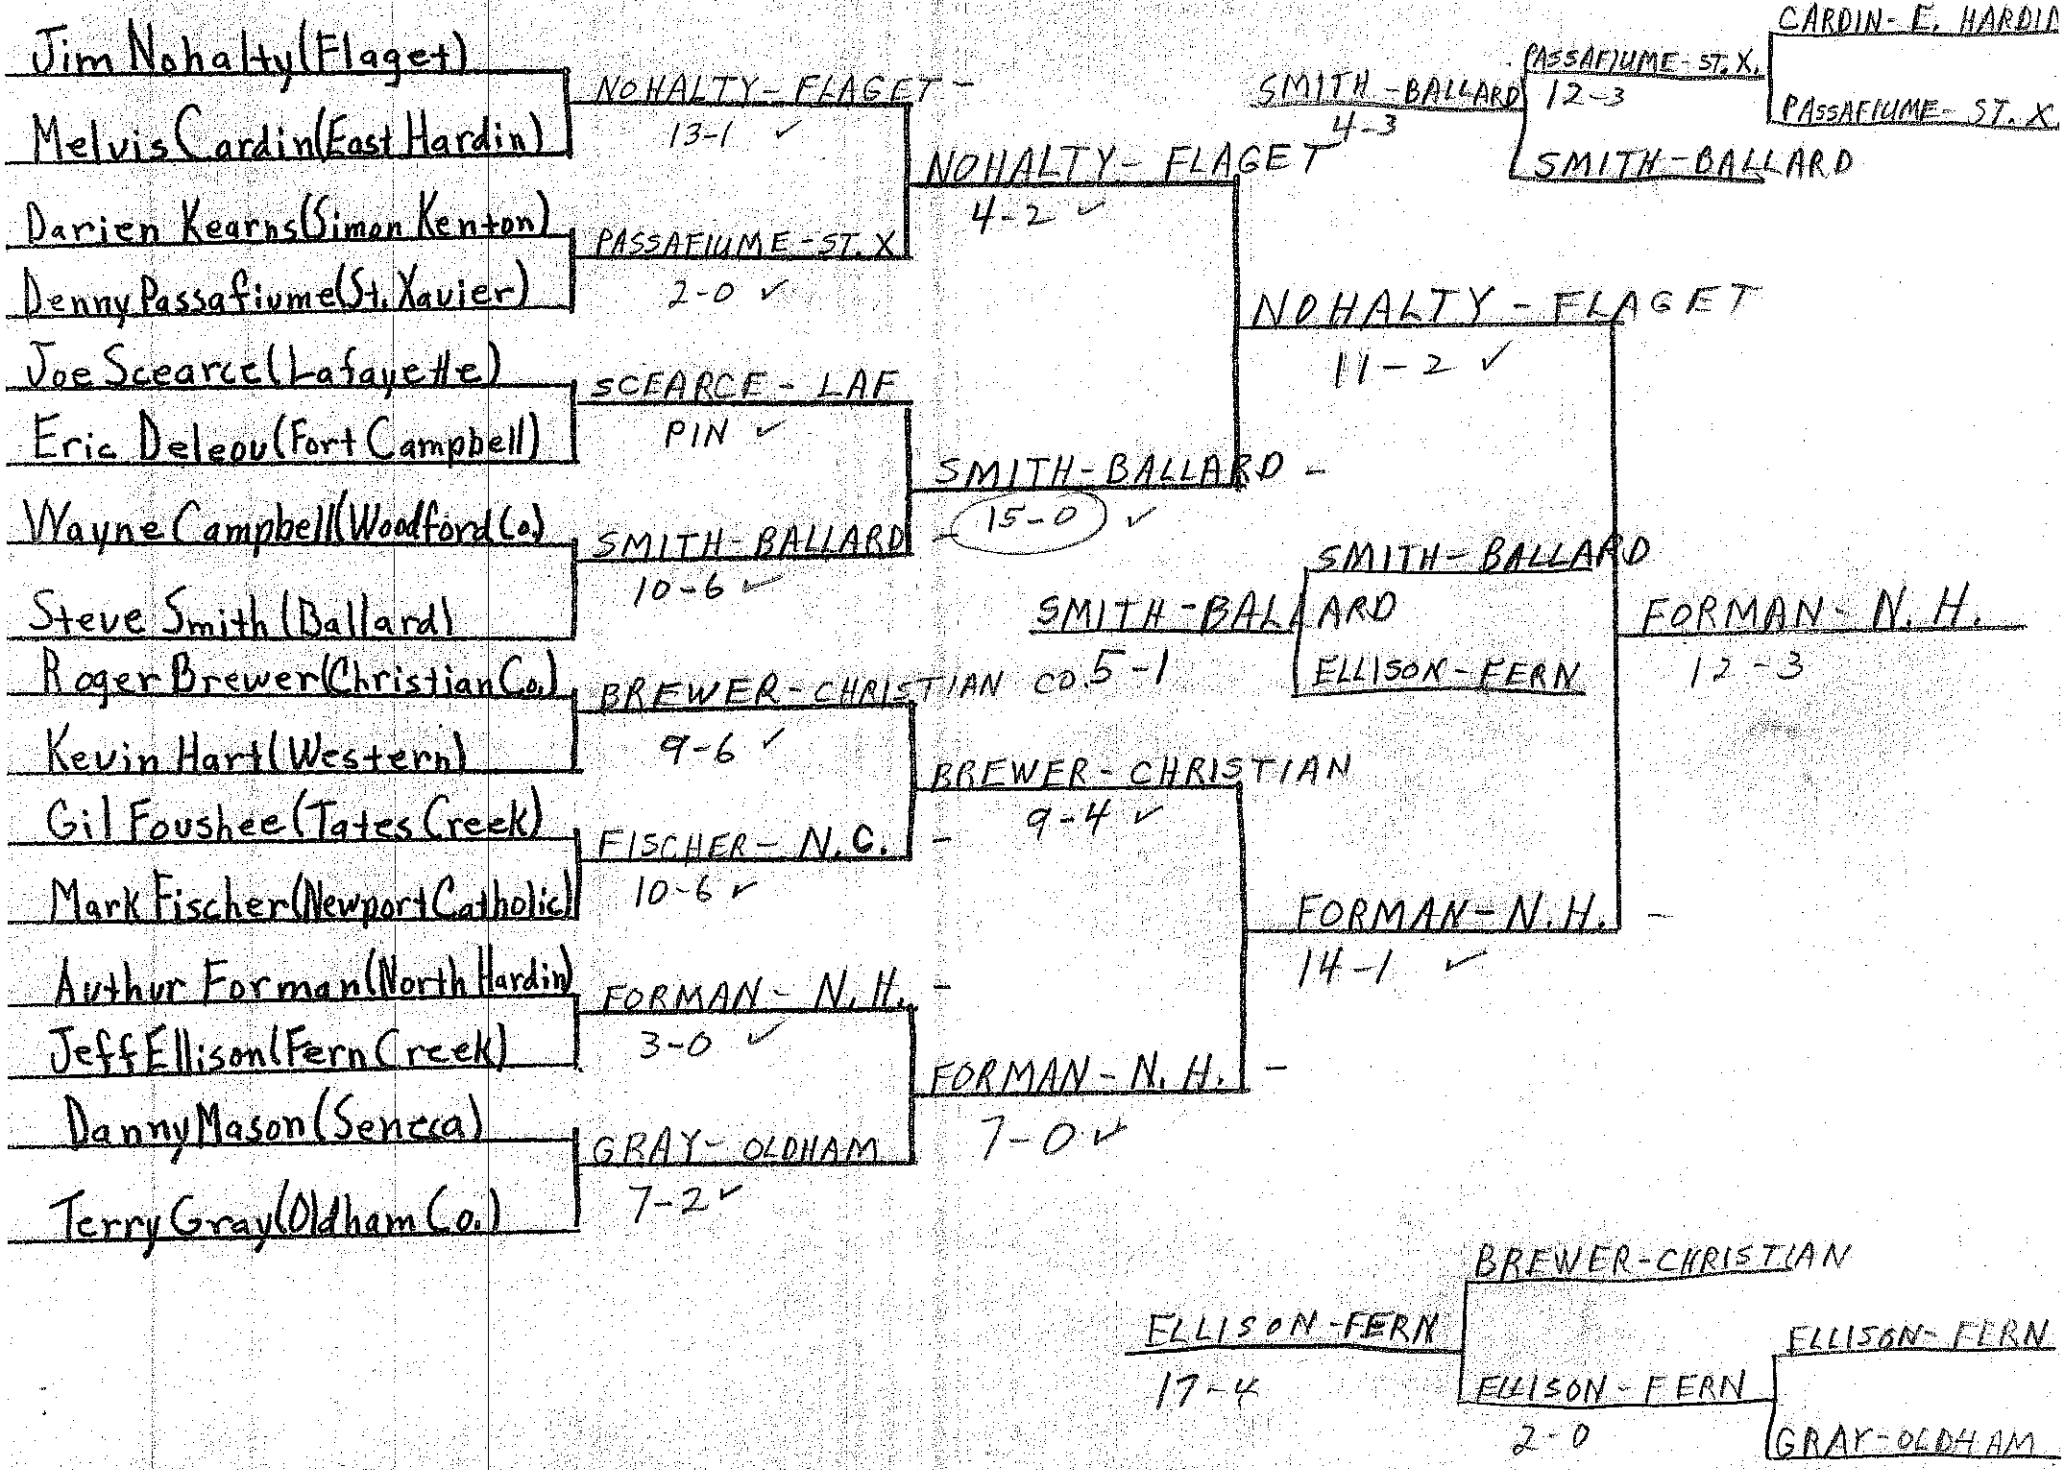 Jim Nohalty (Flaget)
Melvis Cardin (East Hardin)
Darien Kearns (Simon Kenton)
Denny Passafiume (St. Xavier)
Joe Scearce (Lafayette)
Eric Deleou (Fort Campbell)
Wayne Campbell (Woodford Co.)
Steve Smith (Ballard)
Roger Brewer (Christian Co.)
Kevin Hart (Western)
Gil Foushee (Tates Creek)
Mark Fischer (Newport Catholic)
Authur Forman (North Hardin)
Jeff Ellison (Fern Creek)
Danny Mason (Seneca)
Terry Gray (Oldham Co.)
NOHALTY - FLAGET -
13-1 ✓
PASSAFIUME - ST. X
2-0 ✓
SCEARCE - LAF
PIN ✓
SMITH - BALLARD -
10-6 ✓
BREWER - CHRISTIAN CO.
9-6 ✓
FISCHER - N.C. -
10-6 ✓
FORMAN - N.H. -
3-0 ✓
GRAY - OLDHAM
7-2 ✓
NOHALTY - FLAGET
4-2 ✓
SMITH - BALLARD -
15-0 ✓
BREWER - CHRISTIAN
9-4 ✓
FORMAN - N.H. -
7-0 ✓
NOHALTY - FLAGET
11-2 ✓
FORMAN - N.H. -
14-1 ✓
FORMAN - N.H.
12-3
CARDIN - E. HARDIN
PASSAFIUME - ST. X
PASSAFIUME - ST. X.
12-3
SMITH - BALLARD
SMITH - BALLARD
4-3
SMITH - BALLARD
ELLISON - FERN
SMITH - BALLARD
5-1
BREWER - CHRISTIAN
ELLISON - FERN
17-4
ELLISON - FERN
2-0
ELLISON - FERN
GRAY - OLDHAM